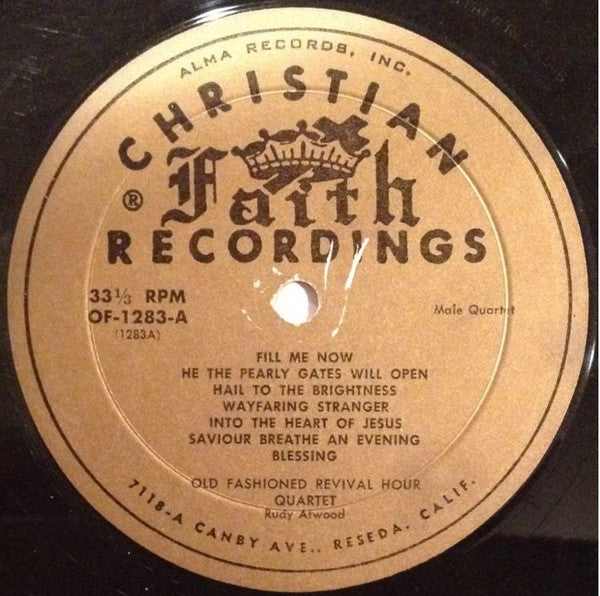 ALMA RECORDS, INC.
CHRISTIAN
Faith
®
RECORDINGS
33⅓ RPM
OF-1283-A
(1283A)
Male Quartet
FILL ME NOW
HE THE PEARLY GATES WILL OPEN
HAIL TO THE BRIGHTNESS
WAYFARING STRANGER
INTO THE HEART OF JESUS
SAVIOUR BREATHE AN EVENING
BLESSING
OLD FASHIONED REVIVAL HOUR
QUARTET
Rudy Atwood
7118-A CANBY AVE., RESEDA, CALIF.